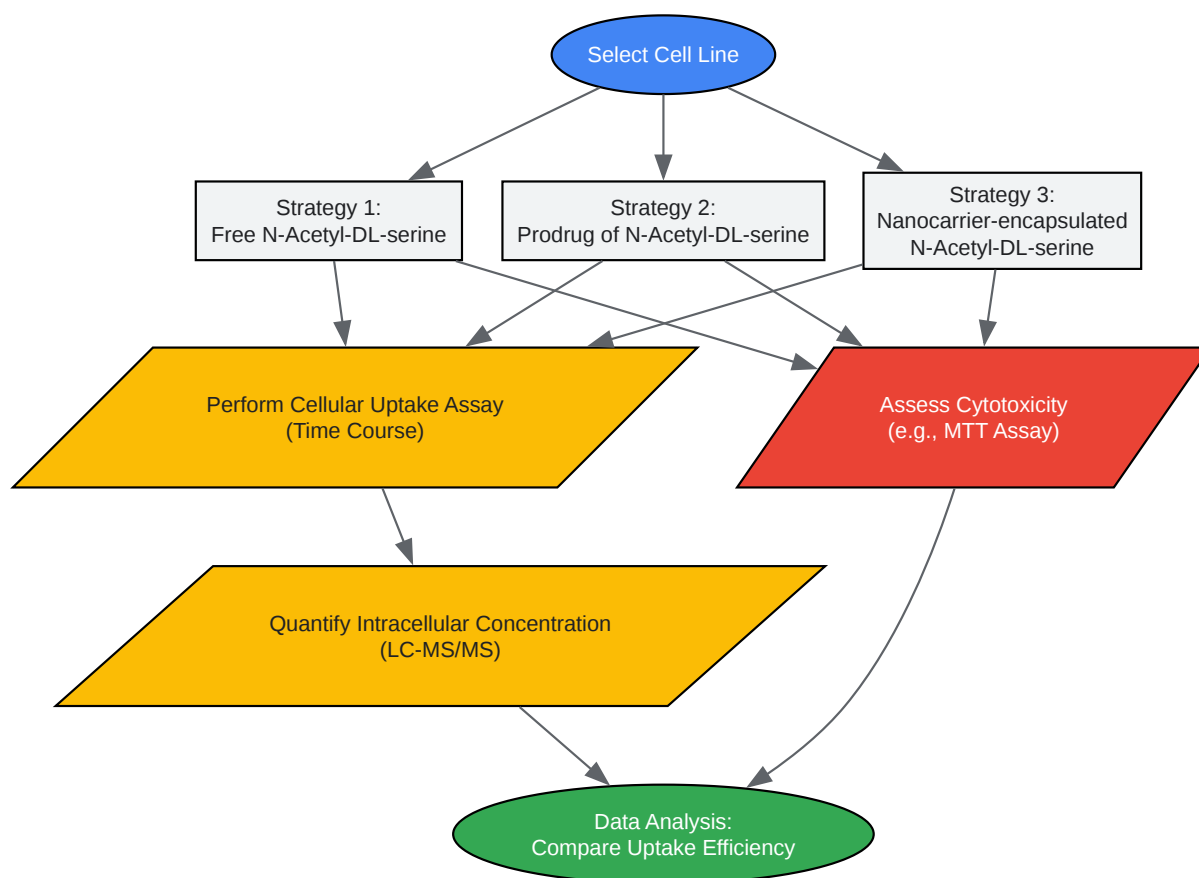 Select Cell Line
Strategy 1:
Free N-Acetyl-DL-serine
Strategy 2:
Prodrug of N-Acetyl-DL-serine
Strategy 3:
Nanocarrier-encapsulated
N-Acetyl-DL-serine
Perform Cellular Uptake Assay
(Time Course)
Assess Cytotoxicity
(e.g., MTT Assay)
Quantify Intracellular Concentration
(LC-MS/MS)
Data Analysis:
Compare Uptake Efficiency